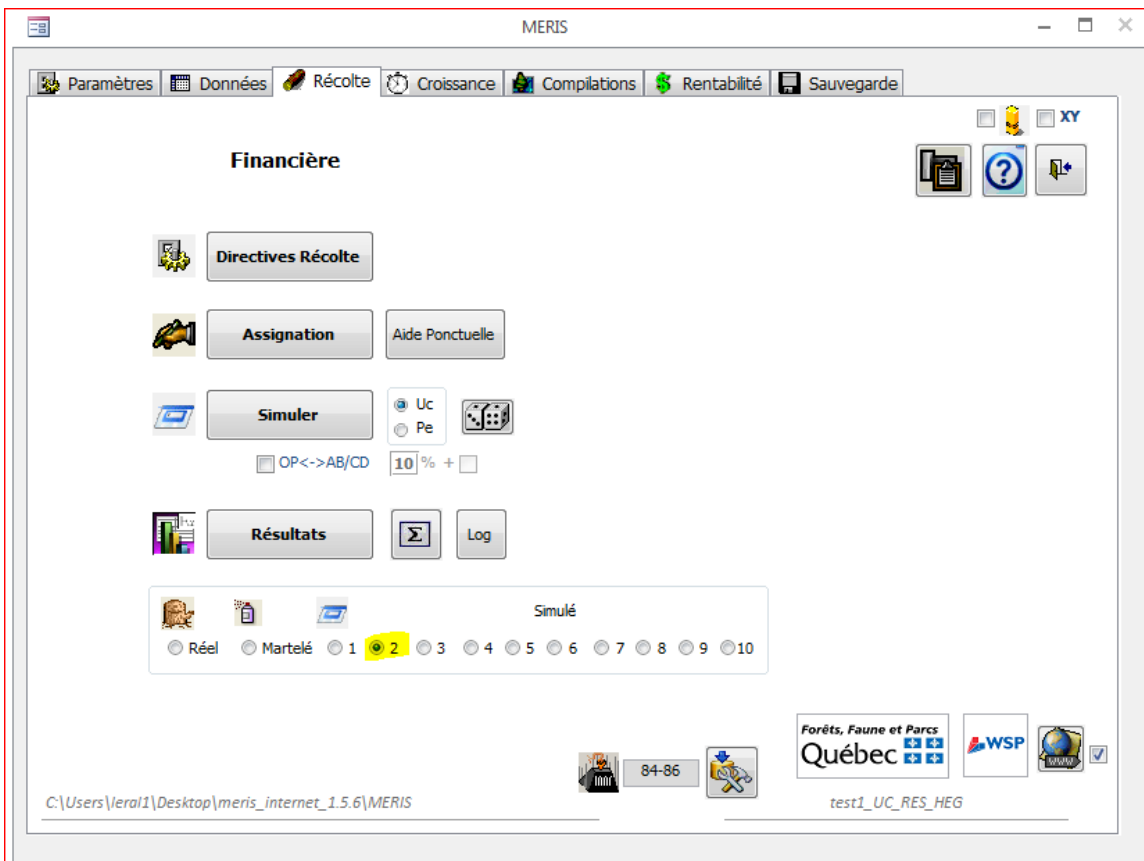 MERIS
Paramètres Données Récolte Croissance Compilations Rentabilité Sauvegarde
XY
Financière
Directives Récolte
Assignation Aide Ponctuelle
Simuler Uc
Pe
OP<->AB/CD 10 % +
Résultats Σ Log
Simulé
Réel Martelé 1 2 3 4 5 6 7 8 9 10
Forêts, Faune et Parcs
Québec WSP
WWW
84-86
C:\Users\leral1\Desktop\meris_internet_1.5.6\MERIS test1_UC_RES_HEG